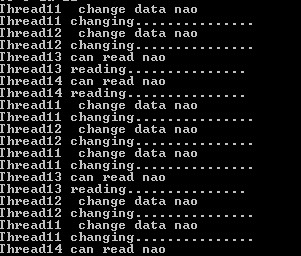 Thread11  change data nao
Thread11 changing...............
Thread12  change data nao
Thread12 changing...............
Thread13 can read nao
Thread13 reading...............
Thread14 can read nao
Thread14 reading...............
Thread11  change data nao
Thread11 changing...............
Thread12  change data nao
Thread12 changing...............
Thread11  change data nao
Thread11 changing...............
Thread13 can read nao
Thread13 reading...............
Thread12  change data nao
Thread12 changing...............
Thread11  change data nao
Thread11 changing...............
Thread14 can read nao